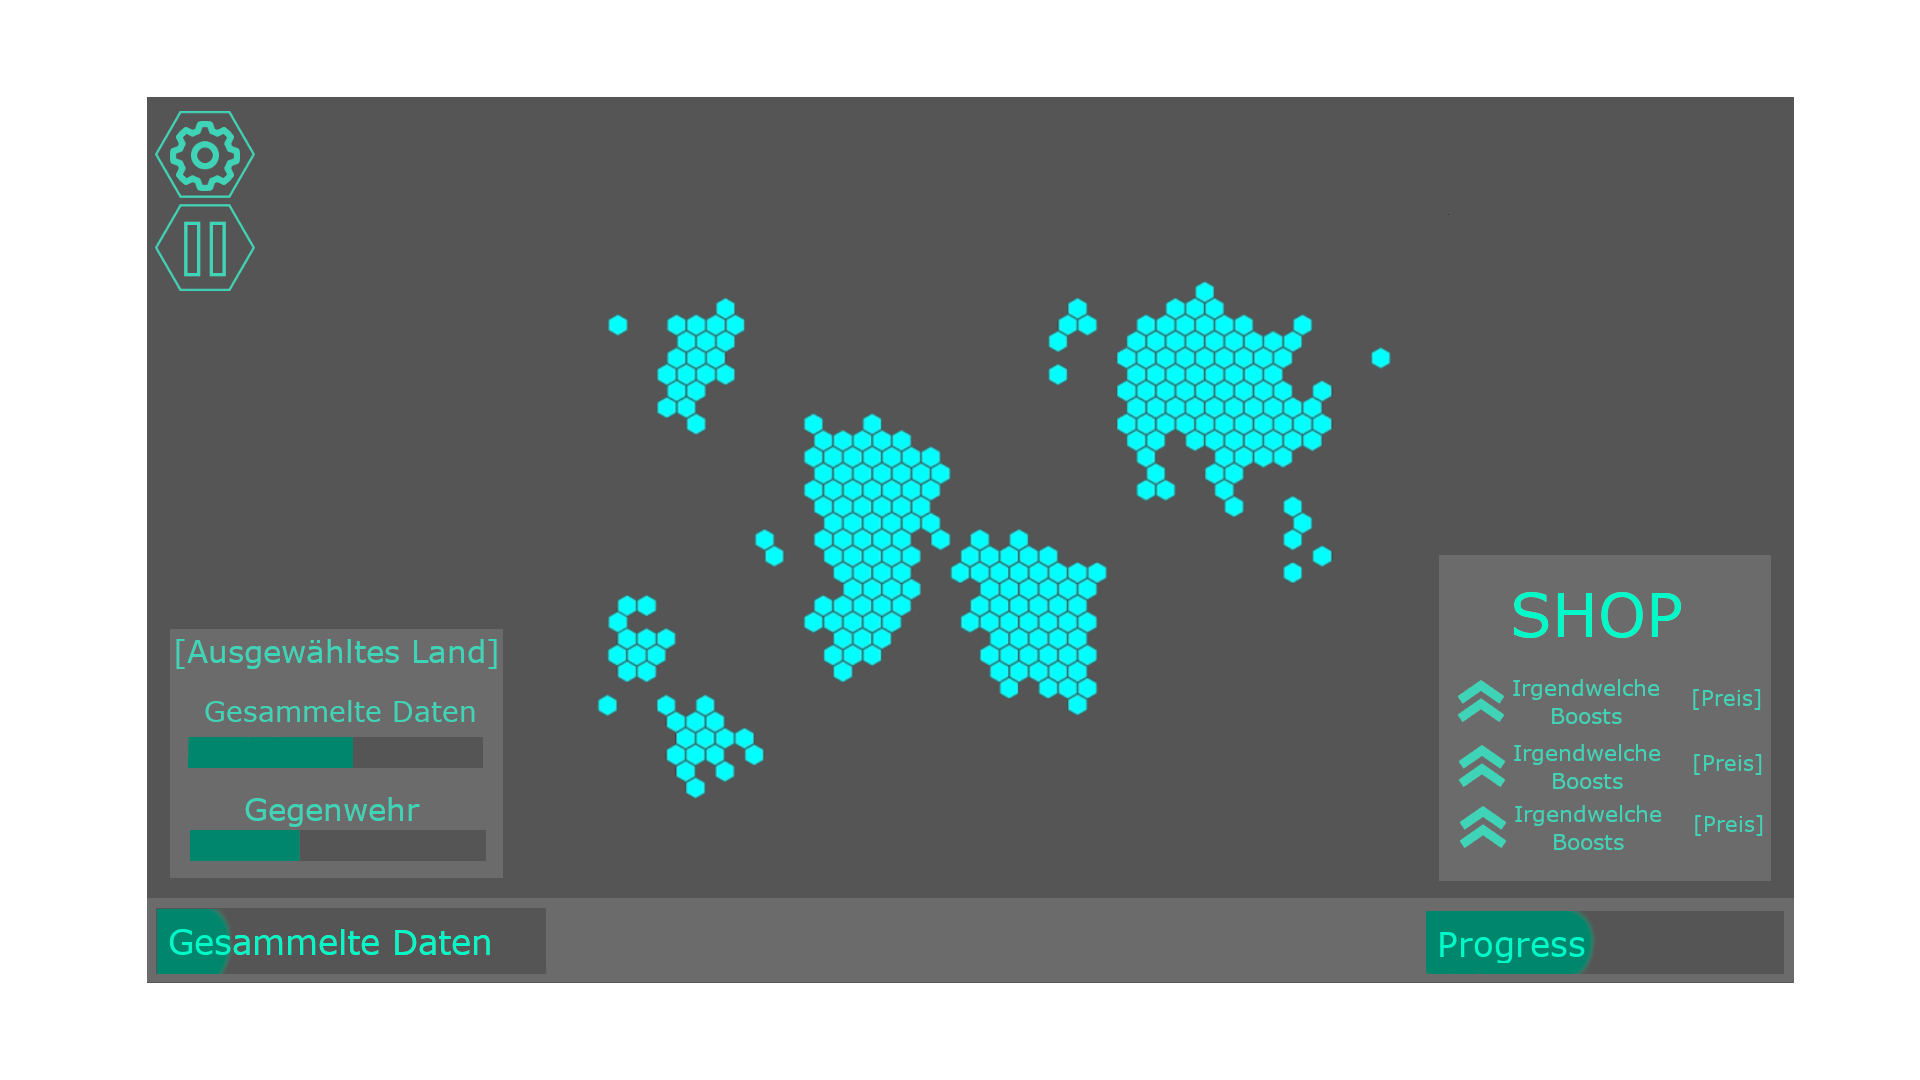 [Ausgewähltes Land]
Gesammelte Daten
Gegenwehr
SHOP
Irgendwelche
Boosts
[Preis]
Irgendwelche
Boosts
[Preis]
Irgendwelche
Boosts
[Preis]
Gesammelte Daten
Progress